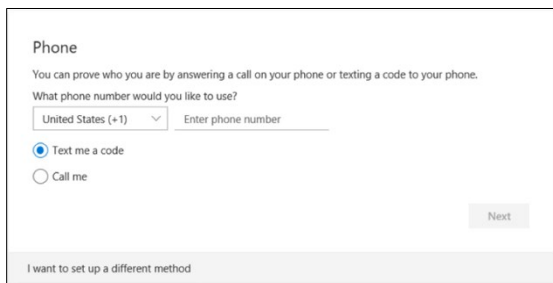 Phone
You can prove who you are by answering a call on your phone or texting a code to your phone.
What phone number would you like to use?
United States (+1) Enter phone number
Text me a code
Call me
Next
I want to set up a different method